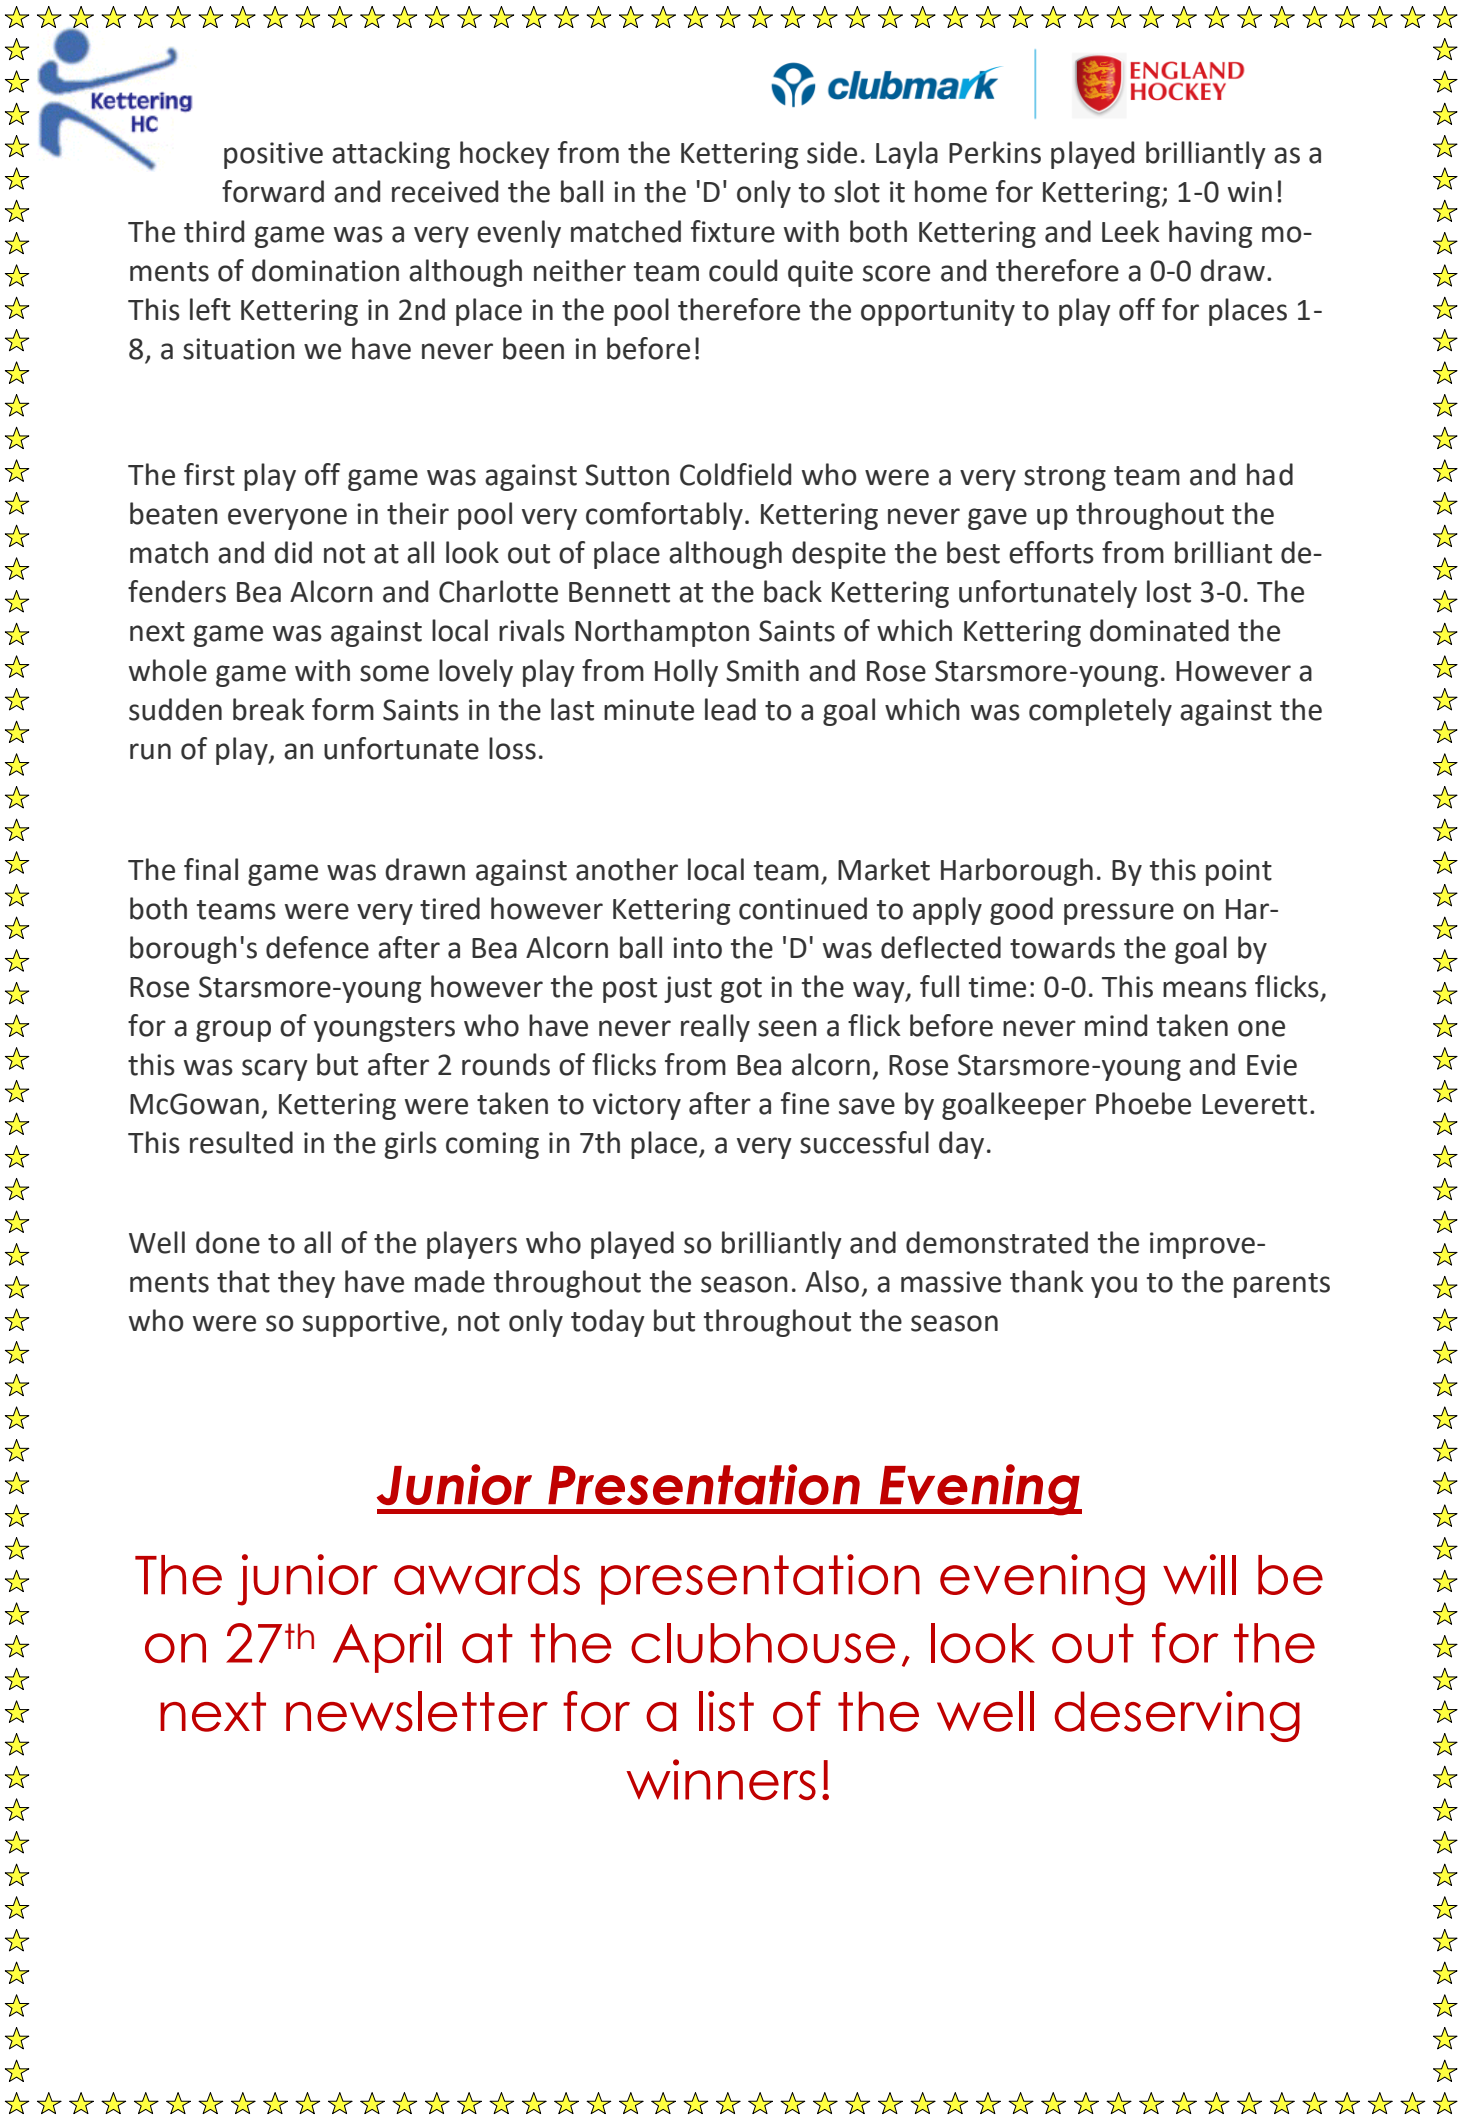 Kettering
HC
clubmark
ENGLAND
HOCKEY
positive attacking hockey from the Kettering side. Layla Perkins played brilliantly as a
forward and received the ball in the 'D' only to slot it home for Kettering; 1-0 win!
The third game was a very evenly matched fixture with both Kettering and Leek having mo-
ments of domination although neither team could quite score and therefore a 0-0 draw.
This left Kettering in 2nd place in the pool therefore the opportunity to play off for places 1-
8, a situation we have never been in before!
The first play off game was against Sutton Coldfield who were a very strong team and had
beaten everyone in their pool very comfortably. Kettering never gave up throughout the
match and did not at all look out of place although despite the best efforts from brilliant de-
fenders Bea Alcorn and Charlotte Bennett at the back Kettering unfortunately lost 3-0. The
next game was against local rivals Northampton Saints of which Kettering dominated the
whole game with some lovely play from Holly Smith and Rose Starsmore-young. However a
sudden break form Saints in the last minute lead to a goal which was completely against the
run of play, an unfortunate loss.
The final game was drawn against another local team, Market Harborough. By this point
both teams were very tired however Kettering continued to apply good pressure on Har-
borough's defence after a Bea Alcorn ball into the 'D' was deflected towards the goal by
Rose Starsmore-young however the post just got in the way, full time: 0-0. This means flicks,
for a group of youngsters who have never really seen a flick before never mind taken one
this was scary but after 2 rounds of flicks from Bea alcorn, Rose Starsmore-young and Evie
McGowan, Kettering were taken to victory after a fine save by goalkeeper Phoebe Leverett.
This resulted in the girls coming in 7th place, a very successful day.
Well done to all of the players who played so brilliantly and demonstrated the improve-
ments that they have made throughout the season. Also, a massive thank you to the parents
who were so supportive, not only today but throughout the season
Junior Presentation Evening
The junior awards presentation evening will be
on 27th April at the clubhouse, look out for the
next newsletter for a list of the well deserving
winners!